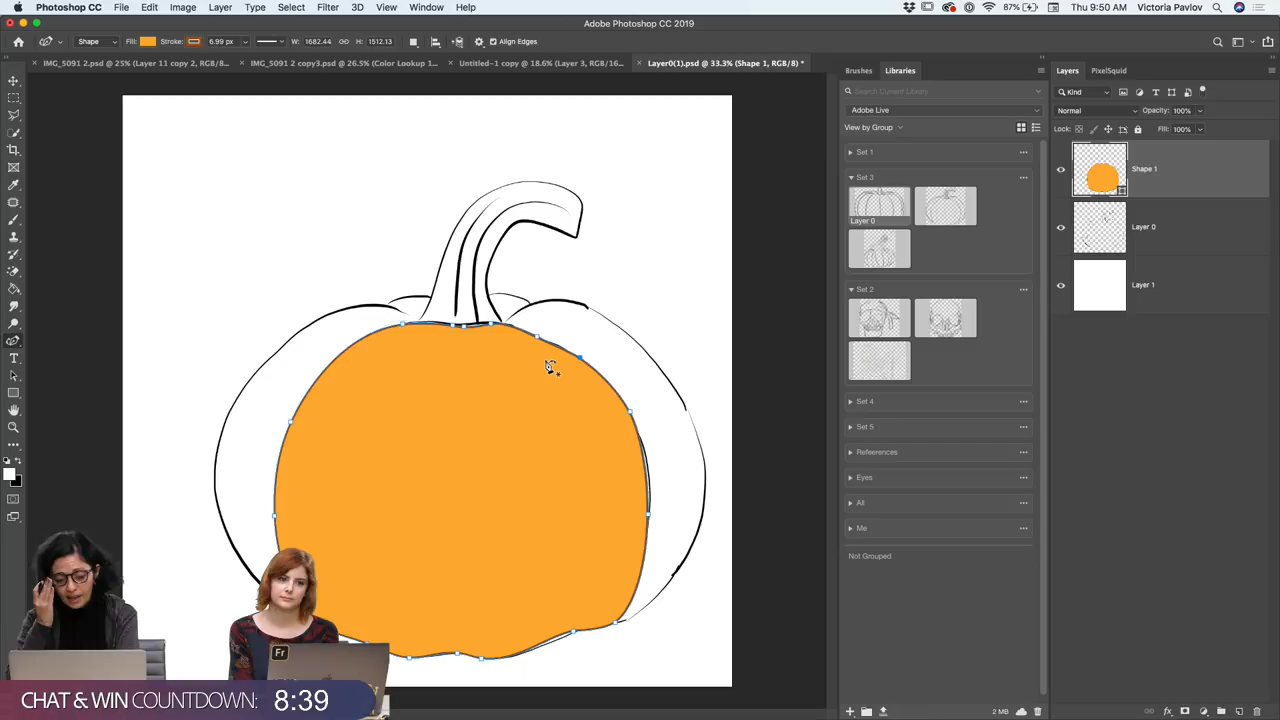 Photoshop CC File Edit Image Layer Type Select Filter 3D View Window Help 87% Thu 9:50 AM Victoria Pavlov
Adobe Photoshop CC 2019
Shape Fill: Stroke: 6.99 px W: 1682.44 H: 1512.13 Align Edges
IMG_5091 2.psd @ 25% (Layer 11 copy 2, RGB/8... IMG_5091 2 copy3.psd @ 26.5% (Color Lookup 1... Untitled-1 copy @ 18.6% (Layer 3, RGB/16... Layer0(1).psd @ 33.3% (Shape 1, RGB/8) *
Brushes Libraries
Search Current Library
Adobe Live
View by Group
Set 1
Set 3
Layer 0
Set 2
Set 4
Set 5
Refeerences
Eyes
All
Me
Not Grouped
2 MB
Layers PixelSquid
Kind
Normal Opacity: 100%
Lock: Fill: 100%
Shape 1
Layer 0
Layer 1
Fr
CHAT & WIN COUNTDOWN: 8:39